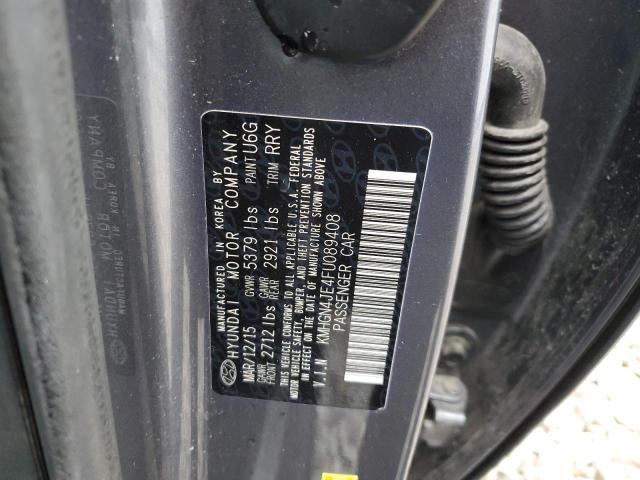 MANUFACTURED IN KOREA BY
HYUNDAI MOTOR COMPANY
MAR/12/15 GVWR 5379 lbs PAINT U6G
GAWR FRONT 2712 lbs GAWR REAR 2921 lbs TRIM RRY
THIS VEHICLE CONFORMS TO ALL APPLICABLE U.S.A. FEDERAL
MOTOR VEHICLE SAFETY, BUMPER, AND THEFT PREVENTION STANDARDS
IN EFFECT ON THE DATE OF MANUFACTURE SHOWN ABOVE
V.I.N KMHGN4JE4FU089408
PASSENGER CAR